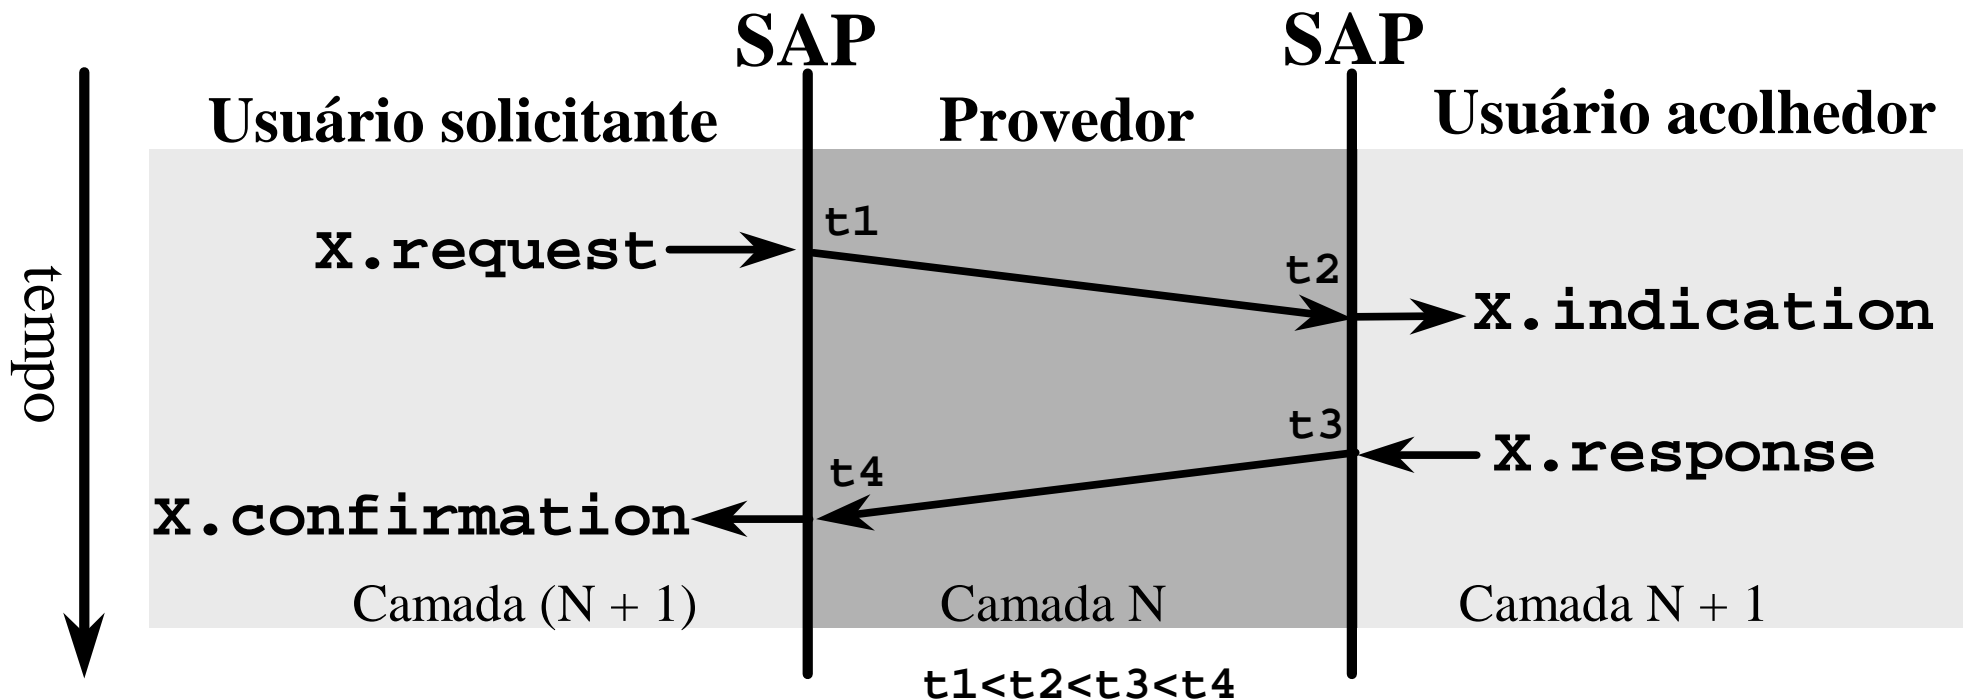 SAP
SAP
Usuário solicitante
Provedor
Usuário acolhedor
t1
X.request
t2
X.indication
tempo
t3
X.response
t4
X.confirmation
Camada (N + 1)
Camada N
Camada N + 1
t1<t2<t3<t4